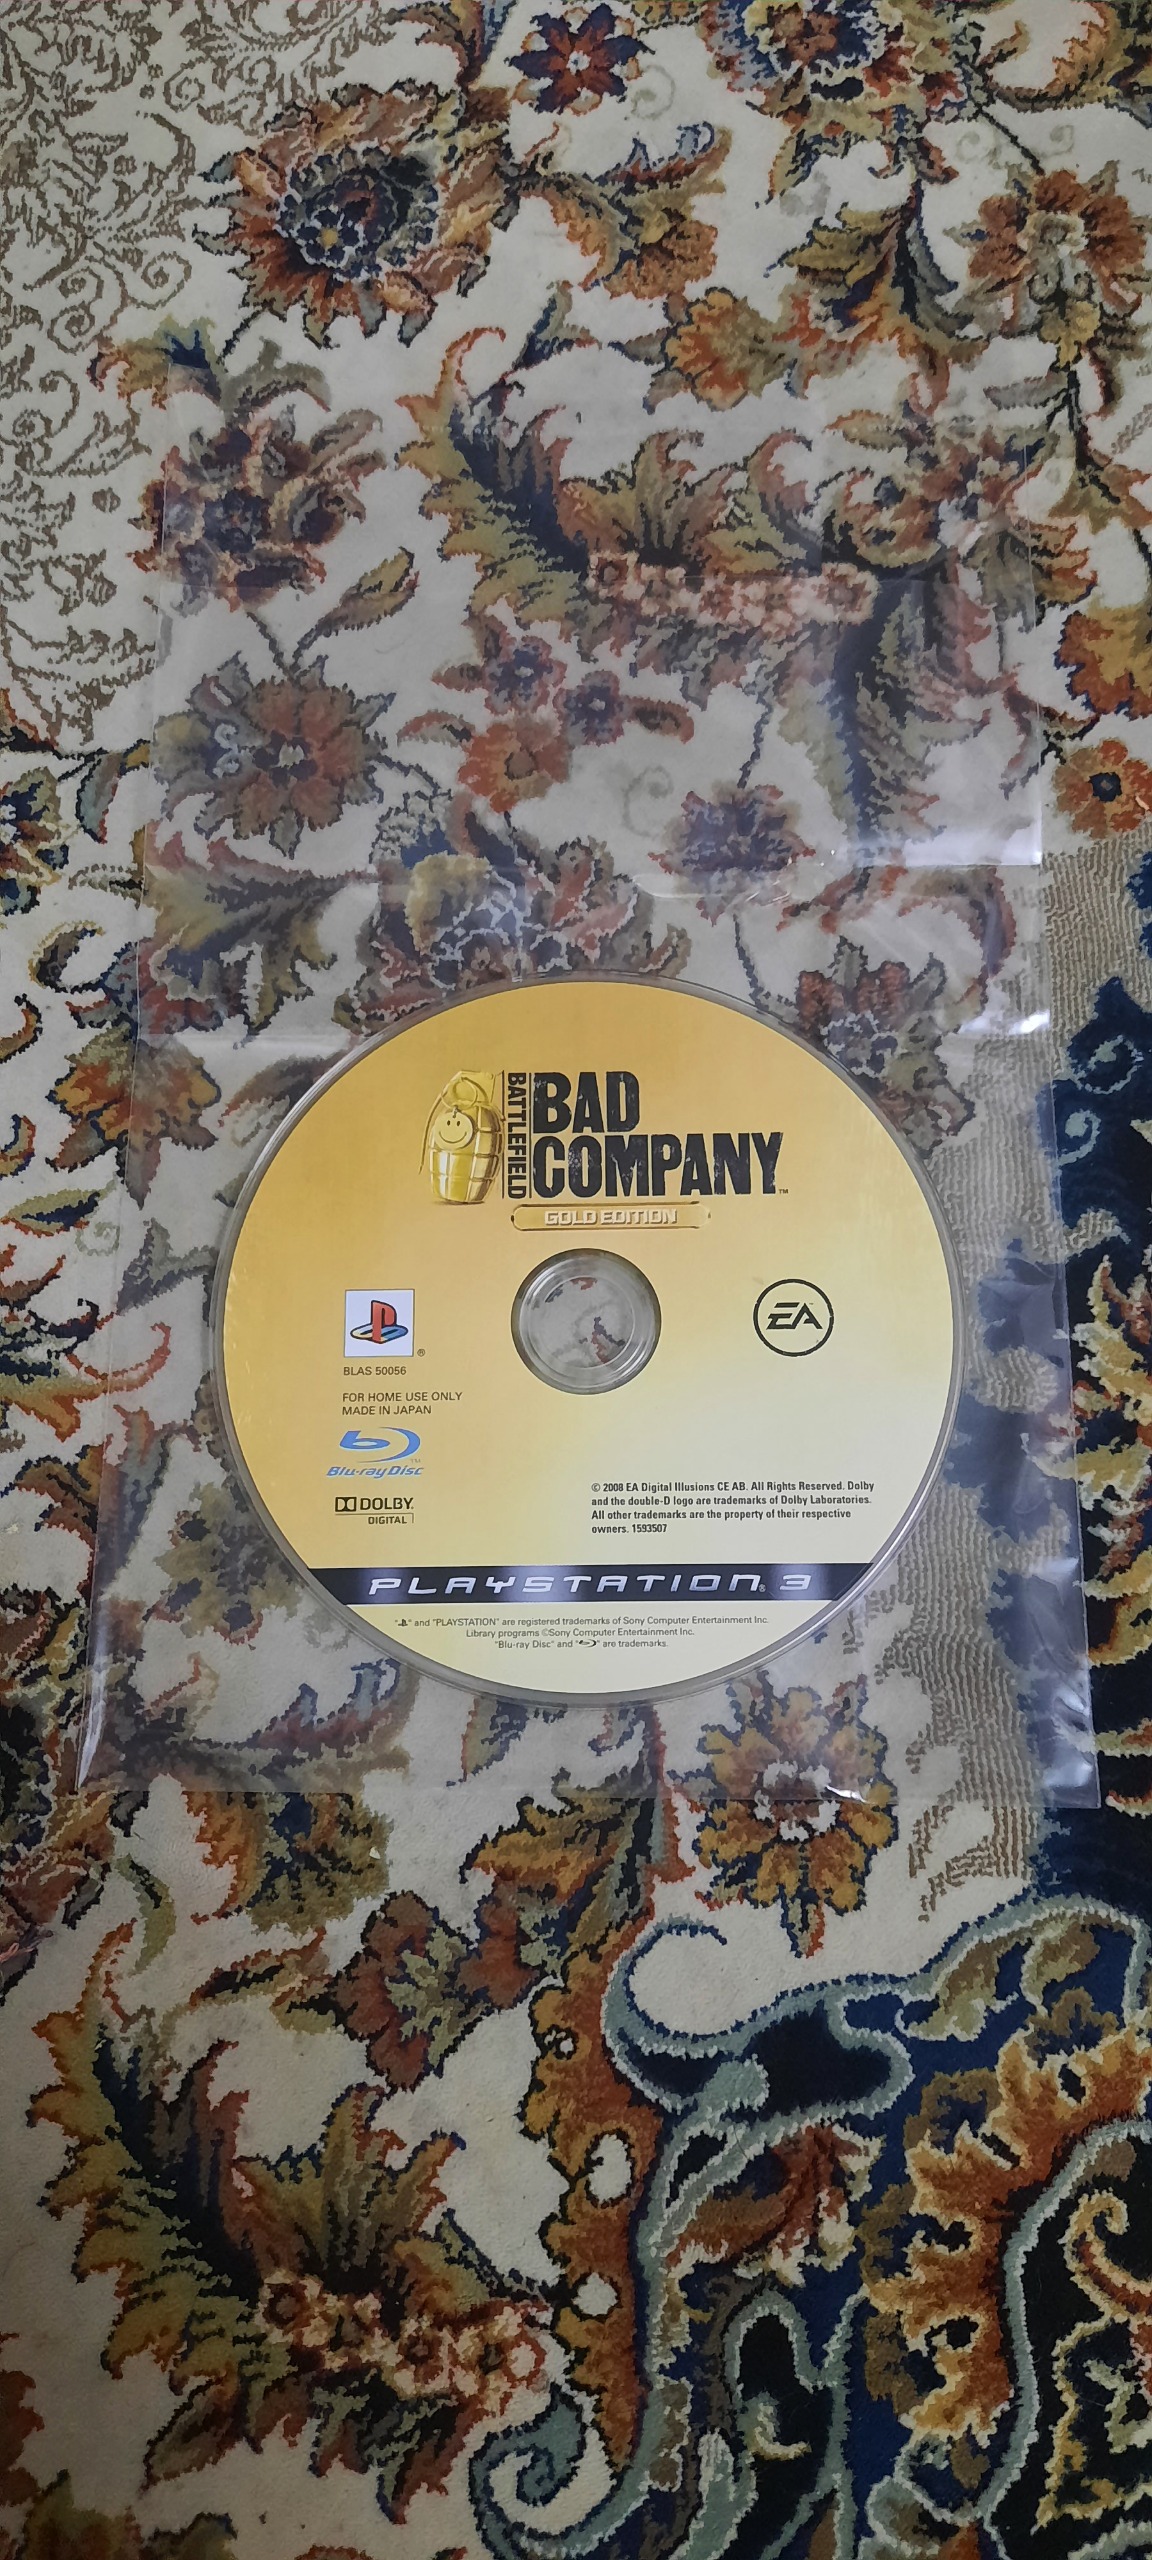 BATTLEFIELD
BAD
COMPANY™
GOLD EDITION
®
EA
BLAS 50056
FOR HOME USE ONLY
MADE IN JAPAN
Blu-ray Disc™
DOLBY
DIGITAL
© 2008 EA Digital Illusions CE AB. All Rights Reserved. Dolby
and the double-D logo are trademarks of Dolby Laboratories.
All other trademarks are the property of their respective
owners. 1593507
PLAYSTATION® 3
" " and "PLAYSTATION" are registered trademarks of Sony Computer Entertainment Inc.
Library programs ©Sony Computer Entertainment Inc.
"Blu-ray Disc" and " " are trademarks.